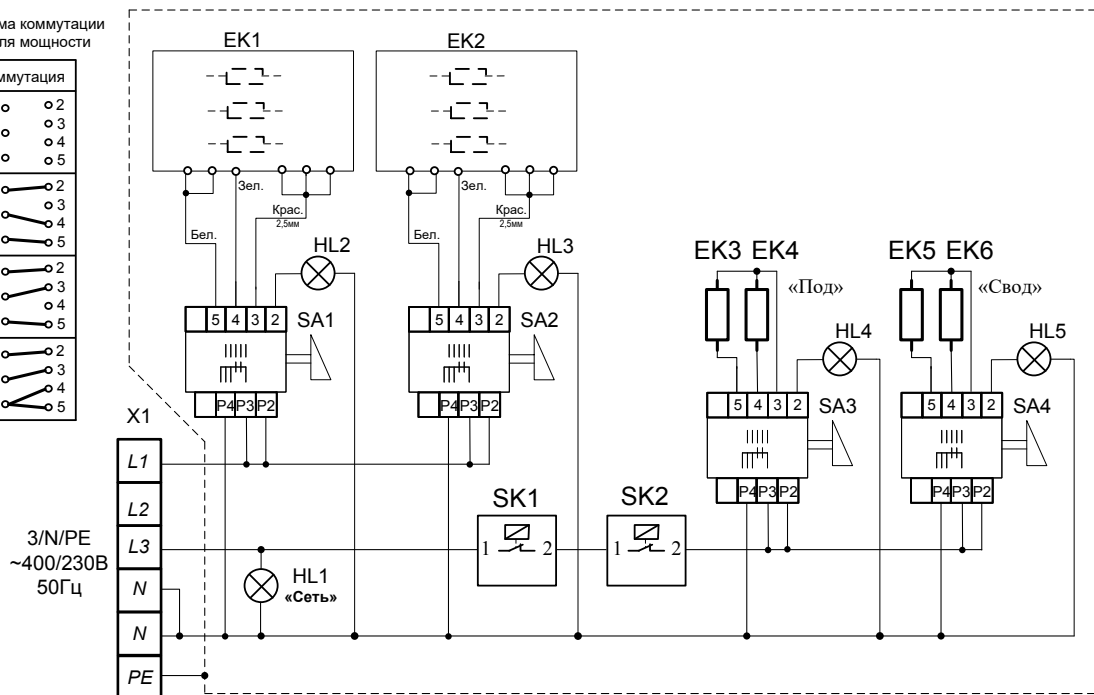 ма коммутации
ля мощности
ммутация
2
3
4
5
2
3
4
5
2
3
4
5
2
3
4
5
EK1
EK2
Зел.
Крас.
2,5мм
Бел.
HL2
Зел.
Крас.
2,5мм
Бел.
HL3
5 4 3 2
SA1
P4 P3 P2
5 4 3 2
SA2
P4 P3 P2
EK3 EK4
«Под»
HL4
5 4 3 2
SA3
P4 P3 P2
EK5 EK6
«Свод»
HL5
5 4 3 2
SA4
P4 P3 P2
X1
L1
L2
L3
N
N
PE
3/N/PE
~400/230В
50Гц
HL1
«Сеть»
SK1
1 2
SK2
1 2